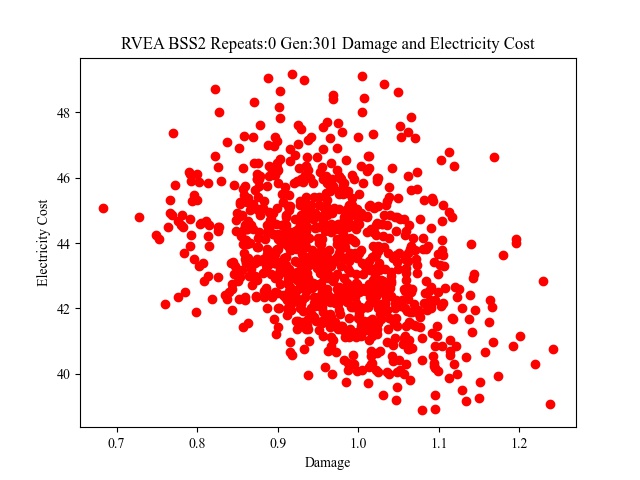 RVEA BSS2 Repeats:0 Gen:301 Damage and Electricity Cost
48
46
44
42
40
Electricity Cost
0.7 0.8 0.9 1.0 1.1 1.2
Damage